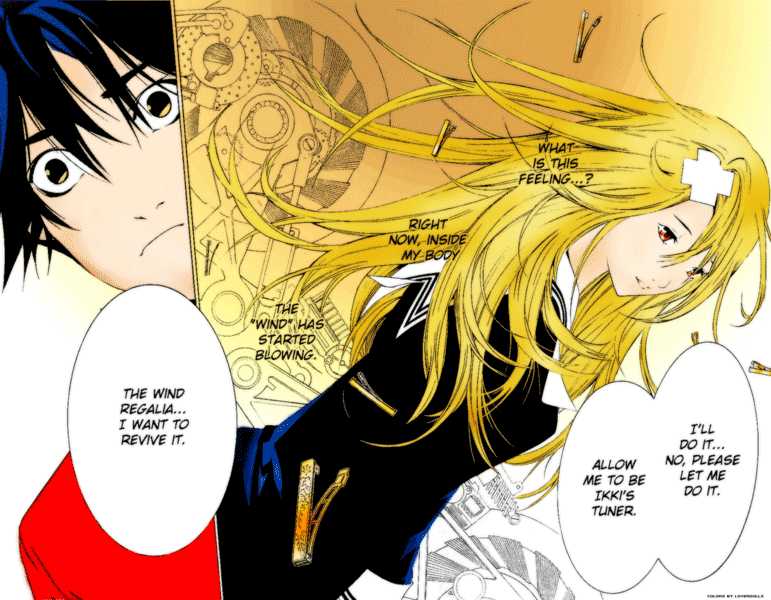 WHAT
IS THIS
FEELING...?
RIGHT
NOW, INSIDE
MY BODY
THE
"WIND" HAS
STARTED
BLOWING.
THE WIND
REGALIA...
I WANT TO
REVIVE IT.
I'LL
DO IT...
NO, PLEASE
LET ME
DO IT.
ALLOW
ME TO BE
IKKI'S
TUNER.